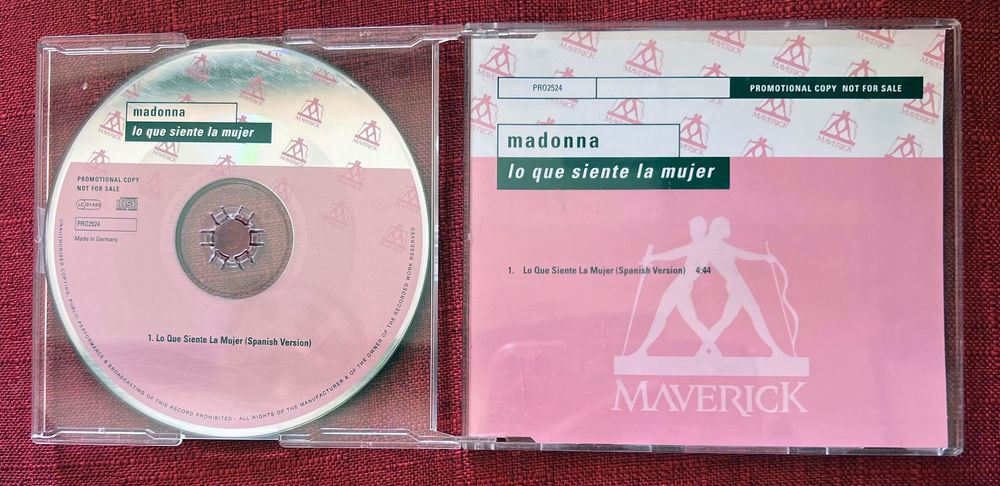 madonna
lo que siente la mujer
PROMOTIONAL COPY
NOT FOR SALE
PRO2524
Made in Germany
1. Lo Que Siente La Mujer (Spanish Version)
UNAUTHORISED COPYING, PUBLIC PERFORMANCE & BROADCASTING OF THIS RECORD PROHIBITED - ALL RIGHTS OF THE MANUFACTURER & OF THE OWNER OF THE RECORDED WORK RESERVED
MAVERICK
PRO2524
PROMOTIONAL COPY NOT FOR SALE
madonna
lo que siente la mujer
1. Lo Que Siente La Mujer (Spanish Version) 4:44
MAVERICK